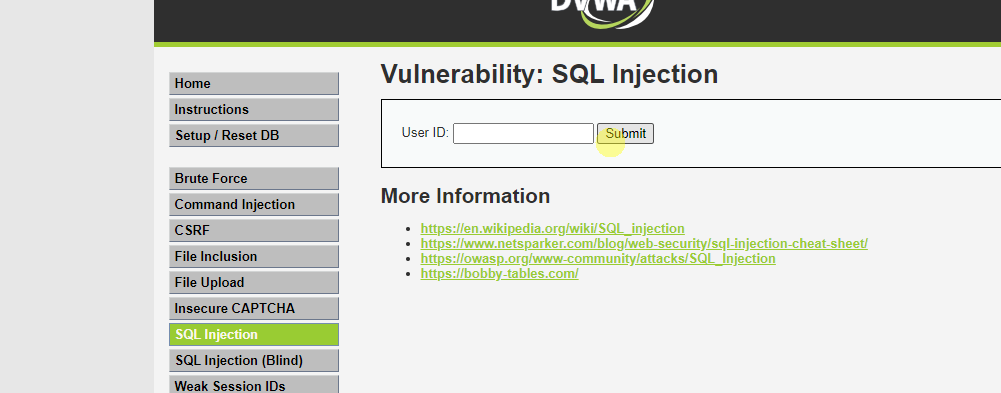 DVWA
Home
Instructions
Setup / Reset DB
Brute Force
Command Injection
CSRF
File Inclusion
File Upload
Insecure CAPTCHA
SQL Injection
SQL Injection (Blind)
Weak Session IDs
Vulnerability: SQL Injection
User ID:
Submit
More Information
https://en.wikipedia.org/wiki/SQL_injection
https://www.netsparker.com/blog/web-security/sql-injection-cheat-sheet/
https://owasp.org/www-community/attacks/SQL_Injection
https://bobby-tables.com/